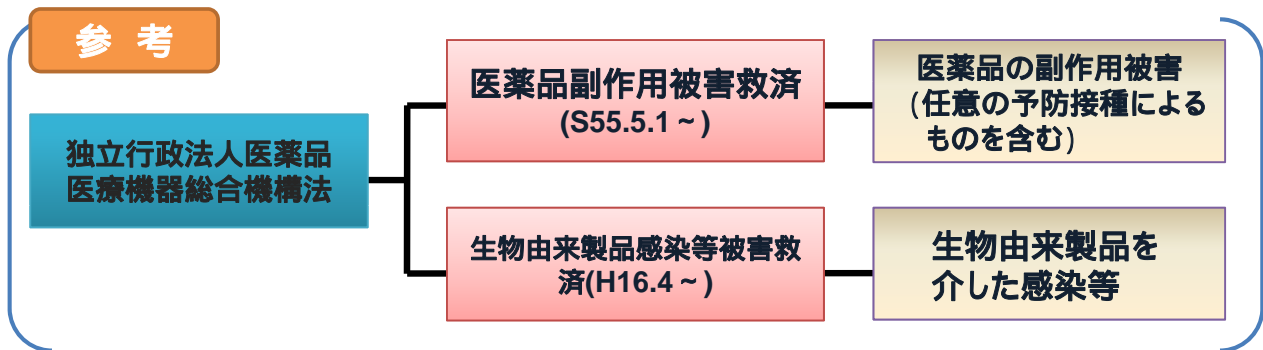 参 考
独立行政法人医薬品
医療機器総合機構法
医薬品副作用被害救済
(S55.5.1~)
医薬品の副作用被害
(任意の予防接種による
ものを含む)
生物由来製品感染等被害救
済(H16.4~)
生物由来製品を
介した感染等